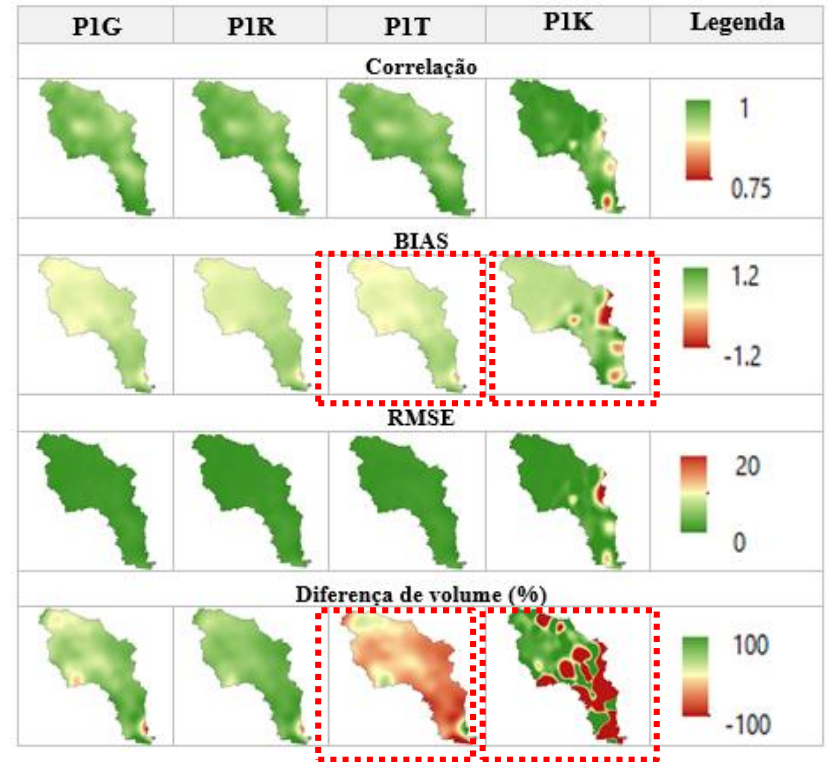 P1G P1R P1T P1K Legenda
Correlação
1
0.75
BIAS
1.2
-1.2
RMSE
20
0
Diferença de volume (%)
100
-100